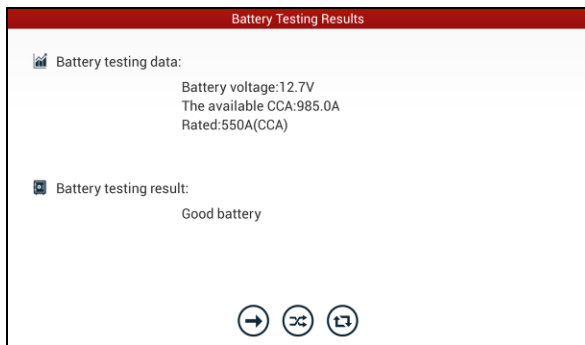 Battery Testing Results
Battery testing data:
Battery voltage:12.7V
The available CCA:985.0A
Rated:550A(CCA)
Battery testing result:
Good battery